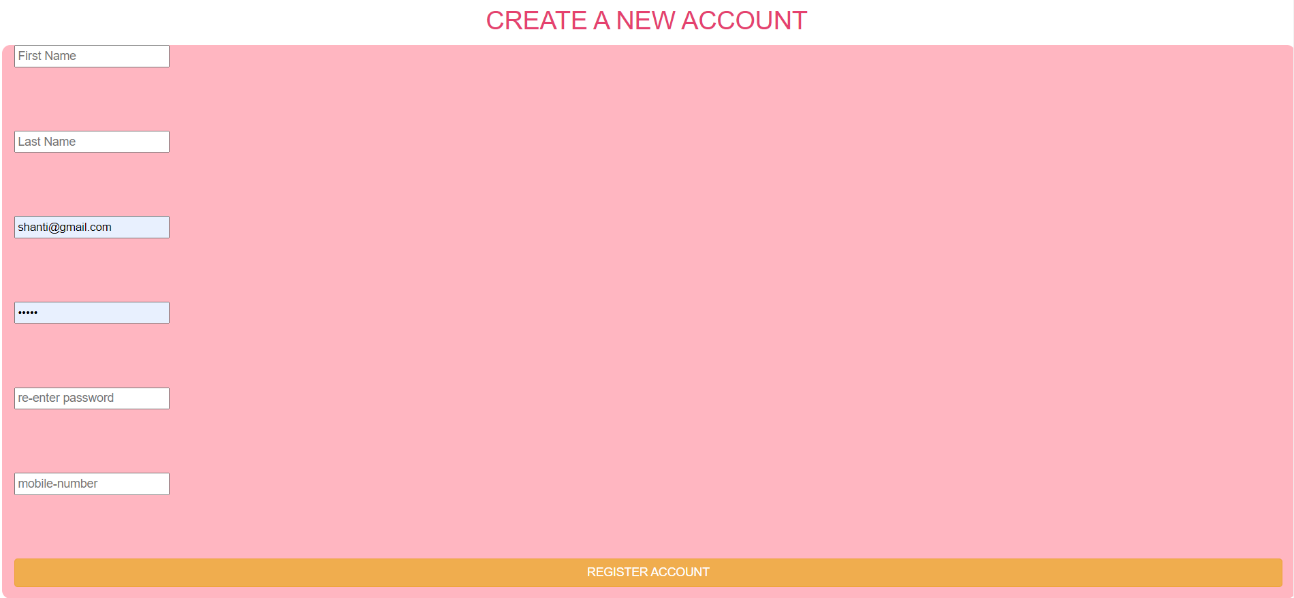 CREATE A NEW ACCOUNT
First Name
Last Name
shanti@gmail.com
•••••
re-enter password
mobile-number
REGISTER ACCOUNT